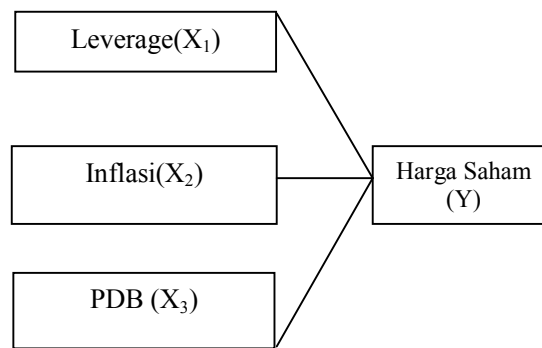 Leverage(X₁)
Inflasi(X₂)
Harga Saham
(Y)
PDB (X₃)